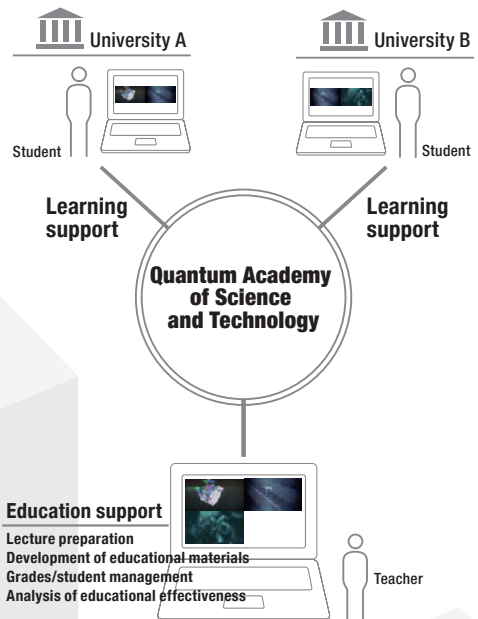 University A
University B
Student
Student
Learning
support
Learning
support
Quantum Academy
of Science
and Technology
Education support
Lecture preparation
Development of educational materials
Grades/student management
Analysis of educational effectiveness
Teacher